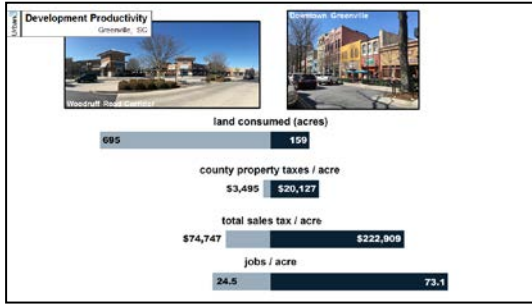 Urban3
Development Productivity
Greenville, SC
Downtown Greenville
Woodruff Road Corridor
land consumed (acres)
695 159
county property taxes / acre
$3,495 $20,127
total sales tax / acre
$74,747 $222,909
jobs / acre
24.5 73.1